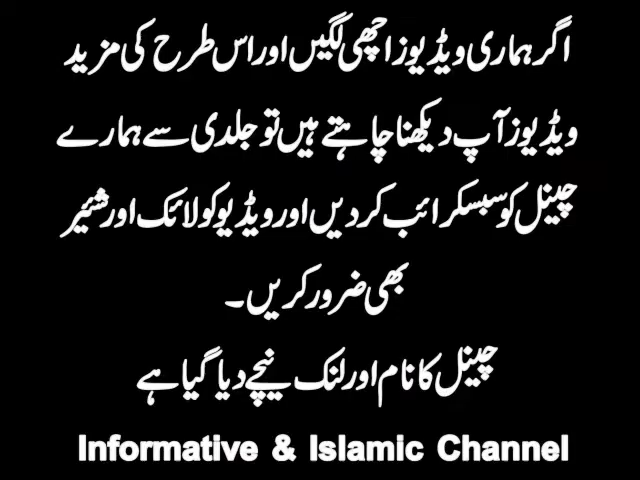 اگر ہماری ویڈیوز اچھی لگیں اور اس طرح کی مزید
ویڈیوز آپ دیکھنا چاہتے ہیں تو جلدی سے ہمارے
چینل کو سبسکرائب کر دیں اور ویڈیو کو لائک اور شئیر
بھی ضرور کریں۔
چینل کا نام اور لنک نیچے دیا گیا ہے
Informative & Islamic Channel